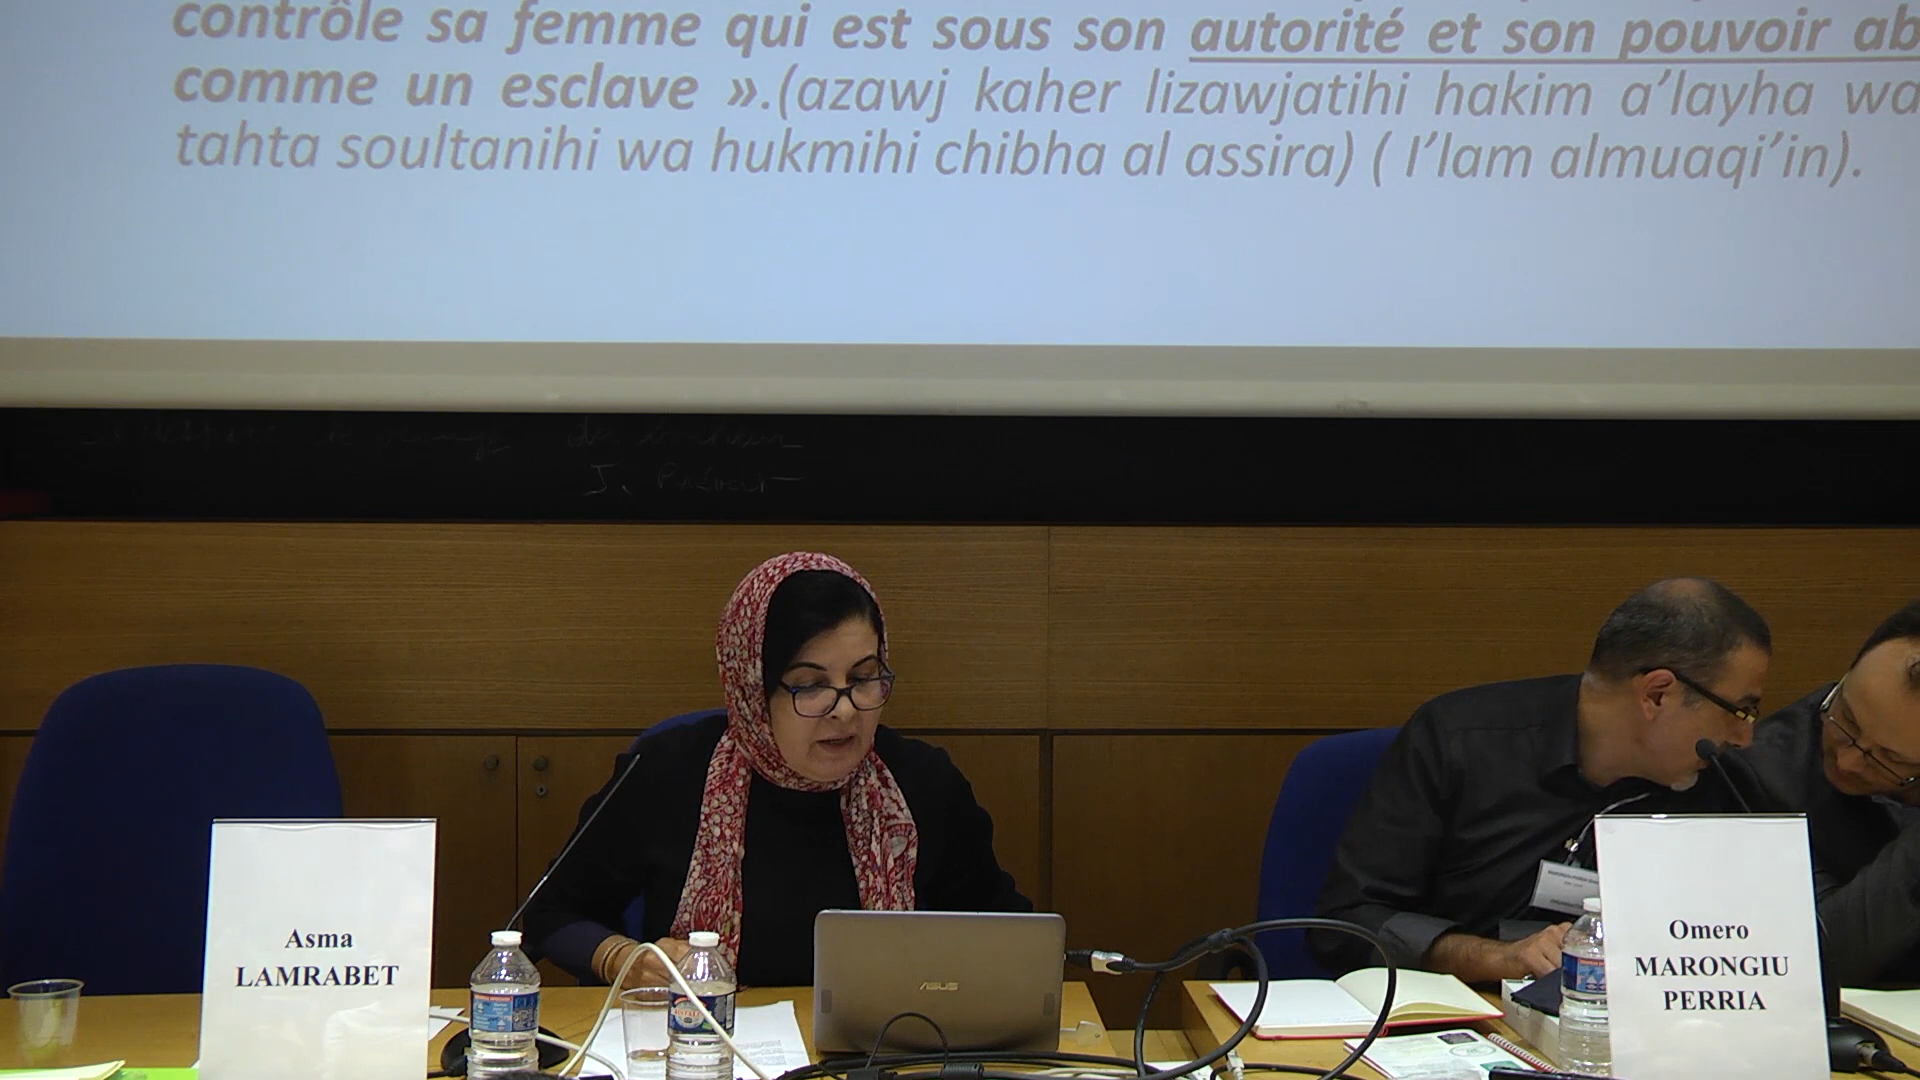 contrôle sa femme qui est sous son autorité et son pouvoir ab
comme un esclave ».(azawj kaher lizawjatihi hakim a’layha wa
tahta soultanihi wa hukmihi chibha al assira) ( I’lam almuaqi’in).
J.
Asma
LAMRABET
ASUS
Omero
MARONGIU
PERRIA